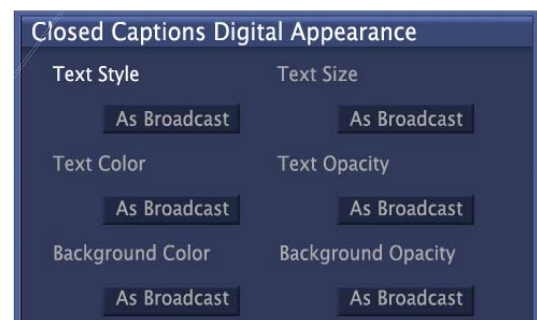 Closed Captions Digital Appearance
Text Style Text Size
As Broadcast As Broadcast
Text Color Text Opacity
As Broadcast As Broadcast
Background Color Background Opacity
As Broadcast As Broadcast